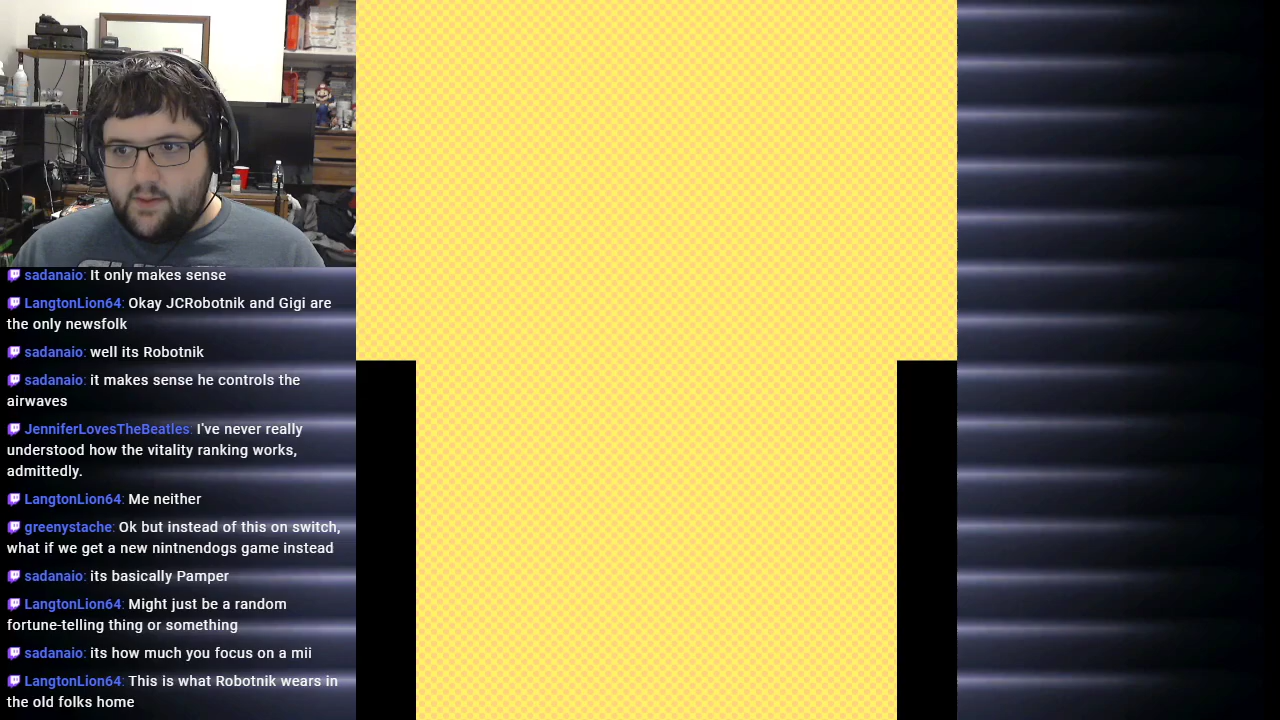 sadanaio: It only makes sense
LangtonLion64: Okay JCRobotnik and Gigi are
the only newsfolk
sadanaio: well its Robotnik
sadanaio: it makes sense he controls the
airwaves
JenniferLovesTheBeatles: I've never really
understood how the vitality ranking works,
admittedly.
LangtonLion64: Me neither
greenystache: Ok but instead of this on switch,
what if we get a new nintnendogs game instead
sadanaio: its basically Pamper
LangtonLion64: Might just be a random
fortune-telling thing or something
sadanaio: its how much you focus on a mii
LangtonLion64: This is what Robotnik wears in
the old folks home